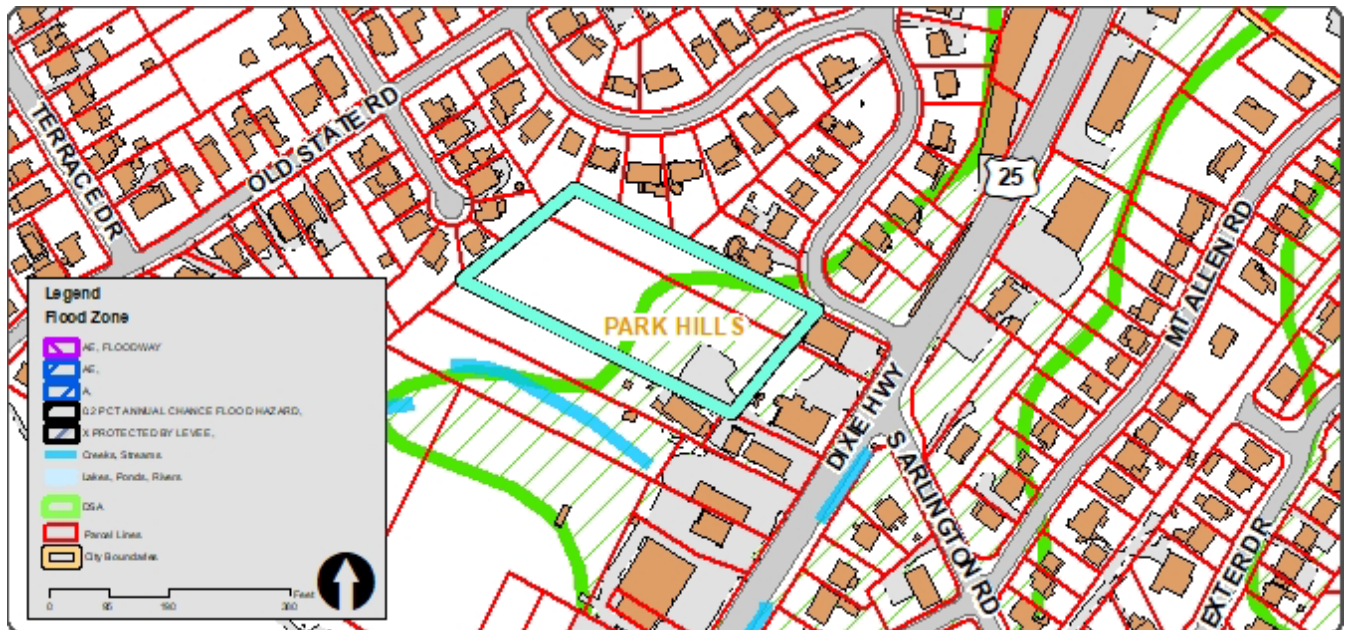 TERRACE DR
OLD STATE RD
25
MT ALLEN RD
PARK HILLS
DIXIE HWY
S ARLINGTON RD
EXTER DR
Legend
Flood Zone
AE, FLOODWAY
AE,
A,
0.2 PCT ANNUAL CHANCE FLOOD HAZARD,
X PROTECTED BY LEVEE,
Creeks, Streams
Lakes, Ponds, Rivers
DSA
Parcel Lines
City Boundaries
0 95 190 380 Feet